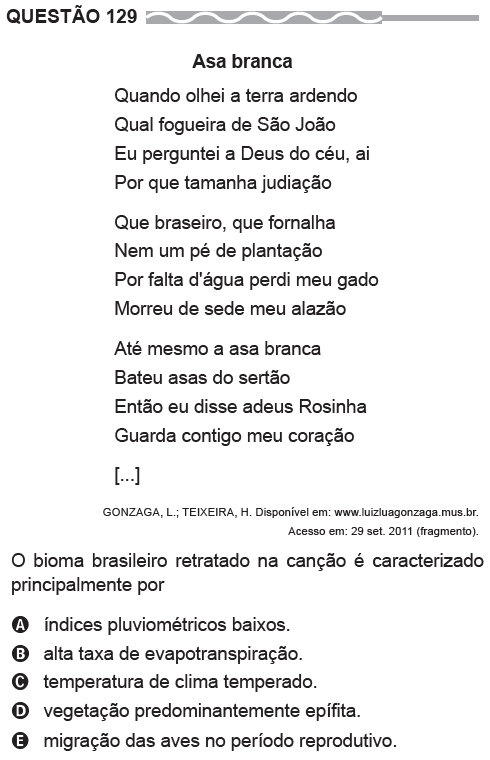 QUESTÃO 129
Asa branca
Quando olhei a terra ardendo
Qual fogueira de São João
Eu perguntei a Deus do céu, ai
Por que tamanha judiação
Que braseiro, que fornalha
Nem um pé de plantação
Por falta d'água perdi meu gado
Morreu de sede meu alazão
Até mesmo a asa branca
Bateu asas do sertão
Então eu disse adeus Rosinha
Guarda contigo meu coração
[...]
GONZAGA, L.; TEIXEIRA, H. Disponível em: www.luizluagonzaga.mus.br.
Acesso em: 29 set. 2011 (fragmento).
O bioma brasileiro retratado na canção é caracterizado
principalmente por
A índices pluviométricos baixos.
B alta taxa de evapotranspiração.
C temperatura de clima temperado.
D vegetação predominantemente epífita.
E migração das aves no período reprodutivo.